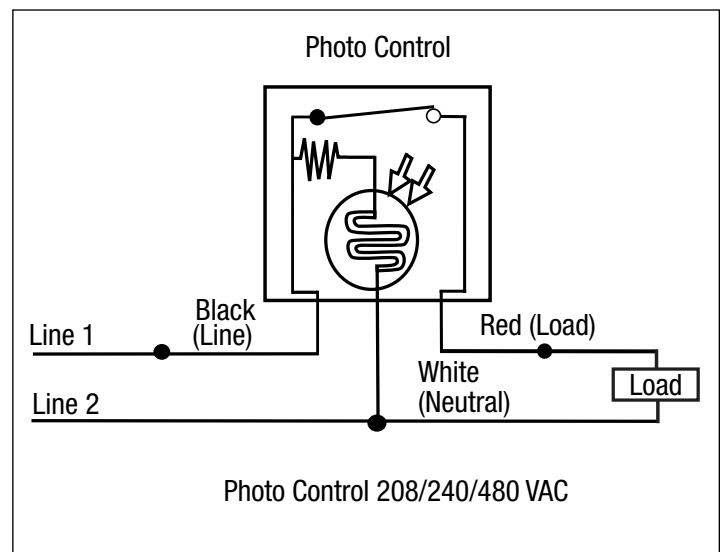 Photo Control
Black
(Line)
Line 1
Red (Load)
White
(Neutral)
Load
Line 2
Photo Control 208/240/480 VAC